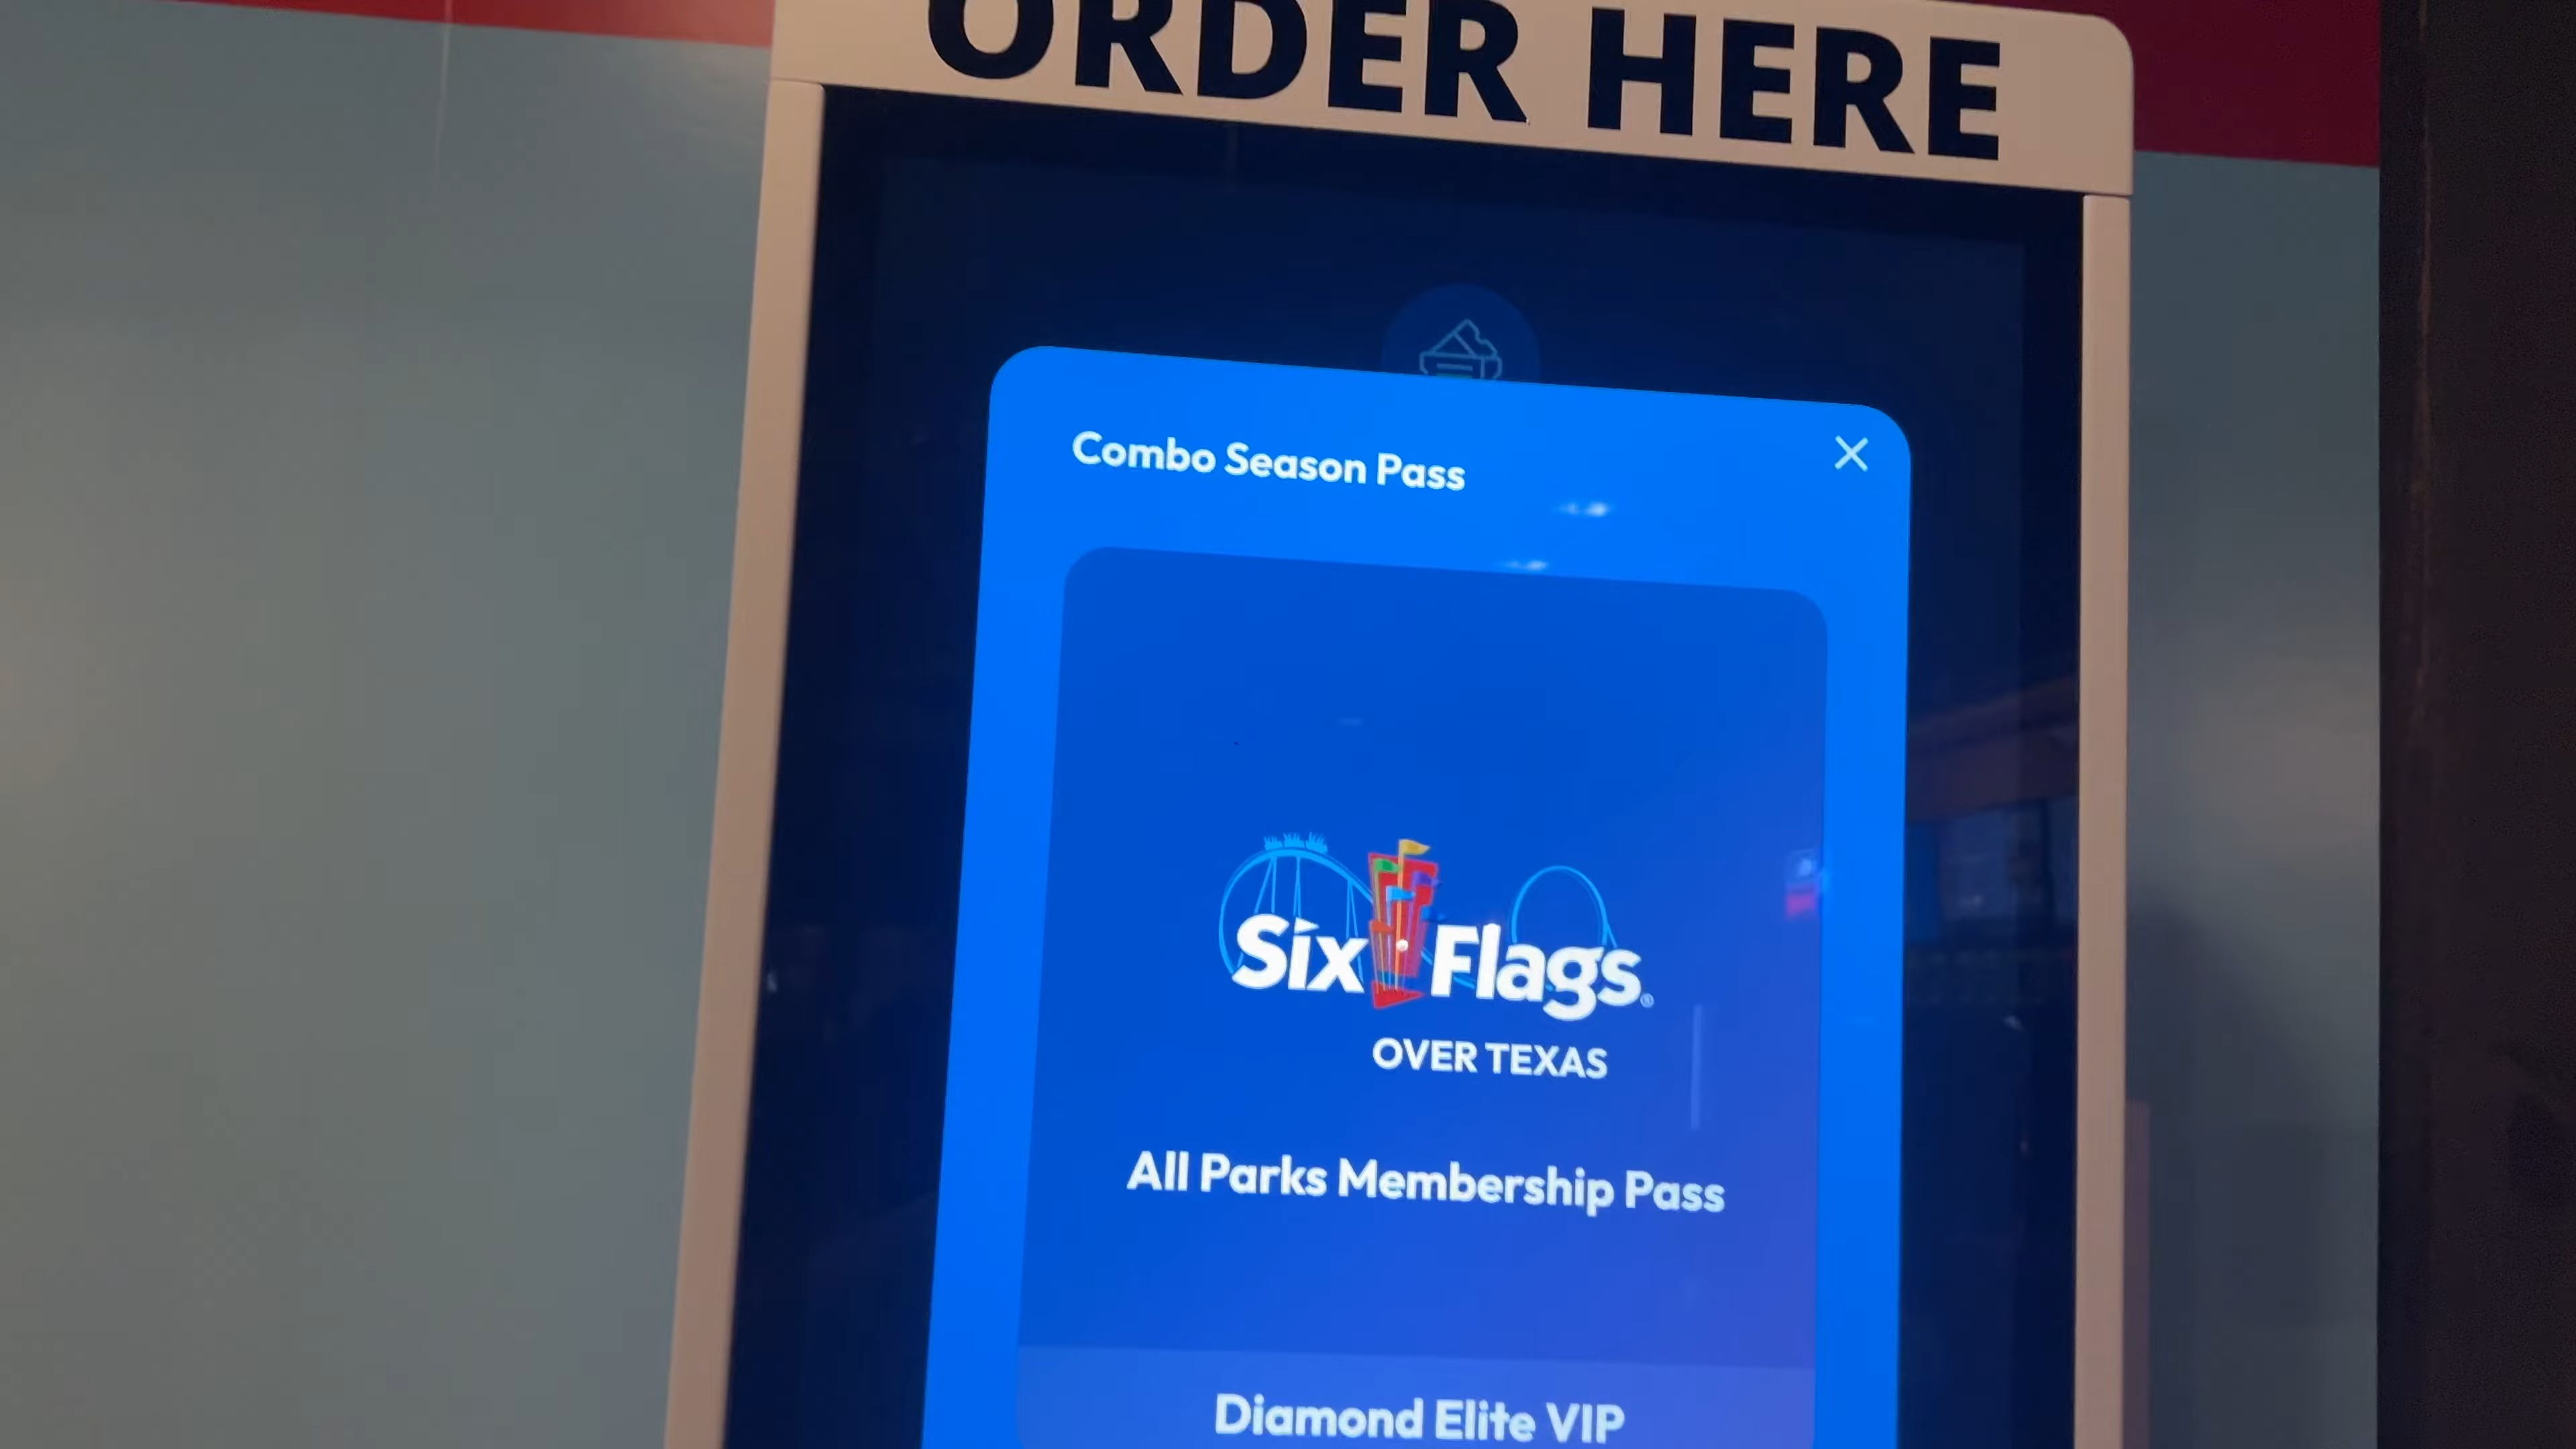 ORDER HERE
Combo Season Pass
Six Flags®
OVER TEXAS
All Parks Membership Pass
Diamond Elite VIP